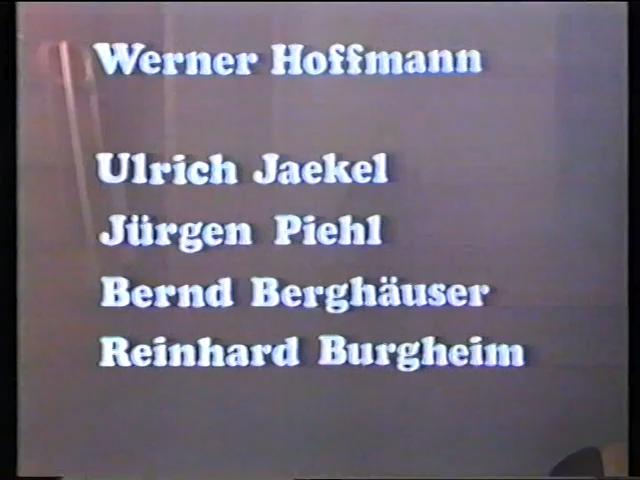 Werner Hoffmann
Ulrich Jaekel
Jürgen Piehl
Bernd Berghäuser
Reinhard Burgheim